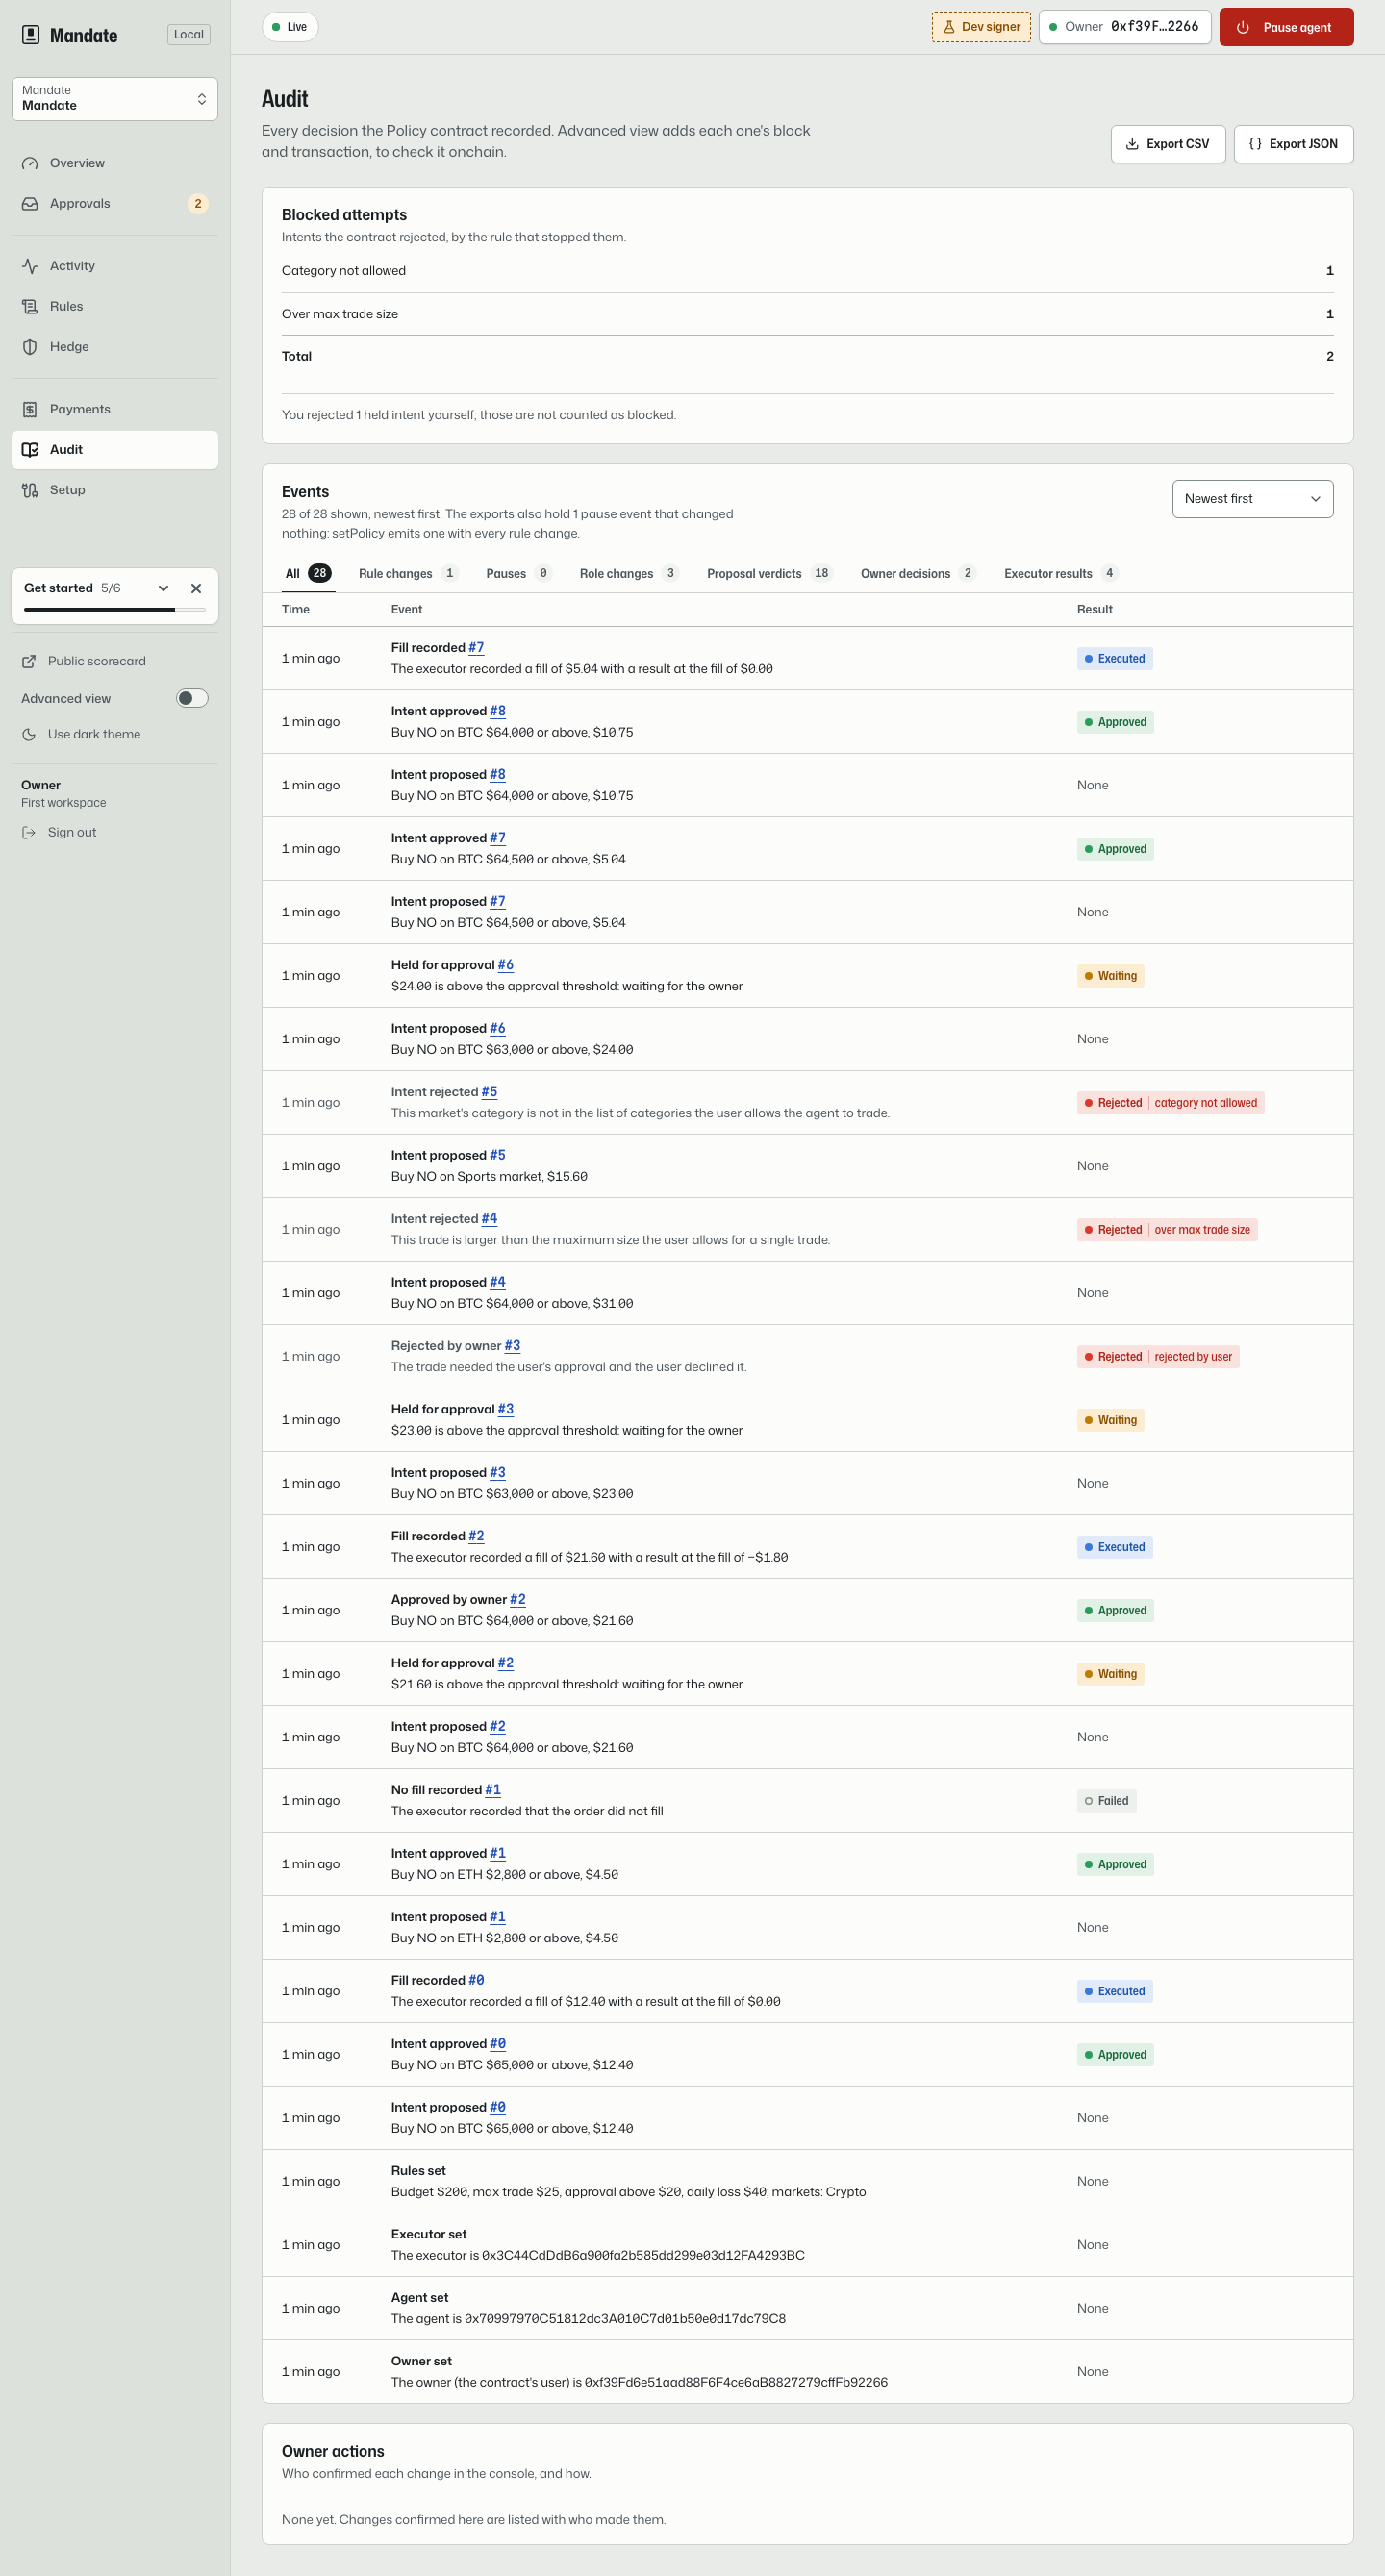 Mandate
Local
Mandate
Mandate
Overview
Approvals
2
Activity
Rules
Hedge
Payments
Audit
Setup
Get started 5/6
Public scorecard
Advanced view
Use dark theme
Owner
First workspace
Sign out
Live
Dev signer
Owner 0xf39F…2266
Pause agent
Audit
Every decision the Policy contract recorded. Advanced view adds each one's block
and transaction, to check it onchain.
Export CSV
Export JSON
Blocked attempts
Intents the contract rejected, by the rule that stopped them.
Category not allowed 1
Over max trade size 1
Total 2
You rejected 1 held intent yourself; those are not counted as blocked.
Events
28 of 28 shown, newest first. The exports also hold 1 pause event that changed
nothing: setPolicy emits one with every rule change.
Newest first
All 28 Rule changes 1 Pauses 0 Role changes 3 Proposal verdicts 18 Owner decisions 2 Executor results 4
Time Event Result
Fill recorded #7
1 min ago
The executor recorded a fill of $5.04 with a result at the fill of $0.00
Executed
Intent approved #8
1 min ago
Buy NO on BTC $64,000 or above, $10.75
Approved
Intent proposed #8
1 min ago
Buy NO on BTC $64,000 or above, $10.75
None
Intent approved #7
1 min ago
Buy NO on BTC $64,500 or above, $5.04
Approved
Intent proposed #7
1 min ago
Buy NO on BTC $64,500 or above, $5.04
None
Held for approval #6
1 min ago
$24.00 is above the approval threshold: waiting for the owner
Waiting
Intent proposed #6
1 min ago
Buy NO on BTC $63,000 or above, $24.00
None
Intent rejected #5
1 min ago
This market's category is not in the list of categories the user allows the agent to trade.
Rejected category not allowed
Intent proposed #5
1 min ago
Buy NO on Sports market, $15.60
None
Intent rejected #4
1 min ago
This trade is larger than the maximum size the user allows for a single trade.
Rejected over max trade size
Intent proposed #4
1 min ago
Buy NO on BTC $64,000 or above, $31.00
None
Rejected by owner #3
1 min ago
The trade needed the user's approval and the user declined it.
Rejected rejected by user
Held for approval #3
1 min ago
$23.00 is above the approval threshold: waiting for the owner
Waiting
Intent proposed #3
1 min ago
Buy NO on BTC $63,000 or above, $23.00
None
Fill recorded #2
1 min ago
The executor recorded a fill of $21.60 with a result at the fill of −$1.80
Executed
Approved by owner #2
1 min ago
Buy NO on BTC $64,000 or above, $21.60
Approved
Held for approval #2
1 min ago
$21.60 is above the approval threshold: waiting for the owner
Waiting
Intent proposed #2
1 min ago
Buy NO on BTC $64,000 or above, $21.60
None
No fill recorded #1
1 min ago
The executor recorded that the order did not fill
Failed
Intent approved #1
1 min ago
Buy NO on ETH $2,800 or above, $4.50
Approved
Intent proposed #1
1 min ago
Buy NO on ETH $2,800 or above, $4.50
None
Fill recorded #0
1 min ago
The executor recorded a fill of $12.40 with a result at the fill of $0.00
Executed
Intent approved #0
1 min ago
Buy NO on BTC $65,000 or above, $12.40
Approved
Intent proposed #0
1 min ago
Buy NO on BTC $65,000 or above, $12.40
None
Rules set
1 min ago
Budget $200, max trade $25, approval above $20, daily loss $40; markets: Crypto
None
Executor set
1 min ago
The executor is 0x3C44CdDdB6a900fa2b585dd299e03d12FA4293BC
None
Agent set
1 min ago
The agent is 0x70997970C51812dc3A010C7d01b50e0d17dc79C8
None
Owner set
1 min ago
The owner (the contract's user) is 0xf39Fd6e51aad88F6F4ce6aB8827279cffFb92266
None
Owner actions
Who confirmed each change in the console, and how.
None yet. Changes confirmed here are listed with who made them.